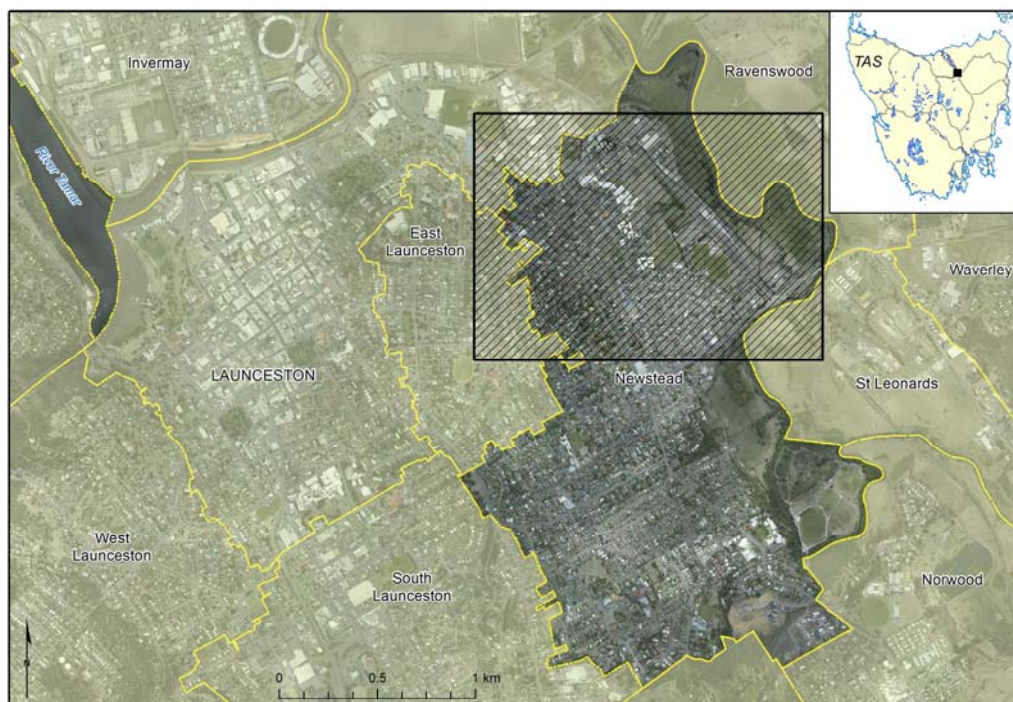 Invermay
Ravenswood
TAS
River Tamar
East
Launceston
Waverley
LAUNCESTON
Newstead
St Leonards
West
Launceston
South
Launceston
Norwood
0 0.5 1 km